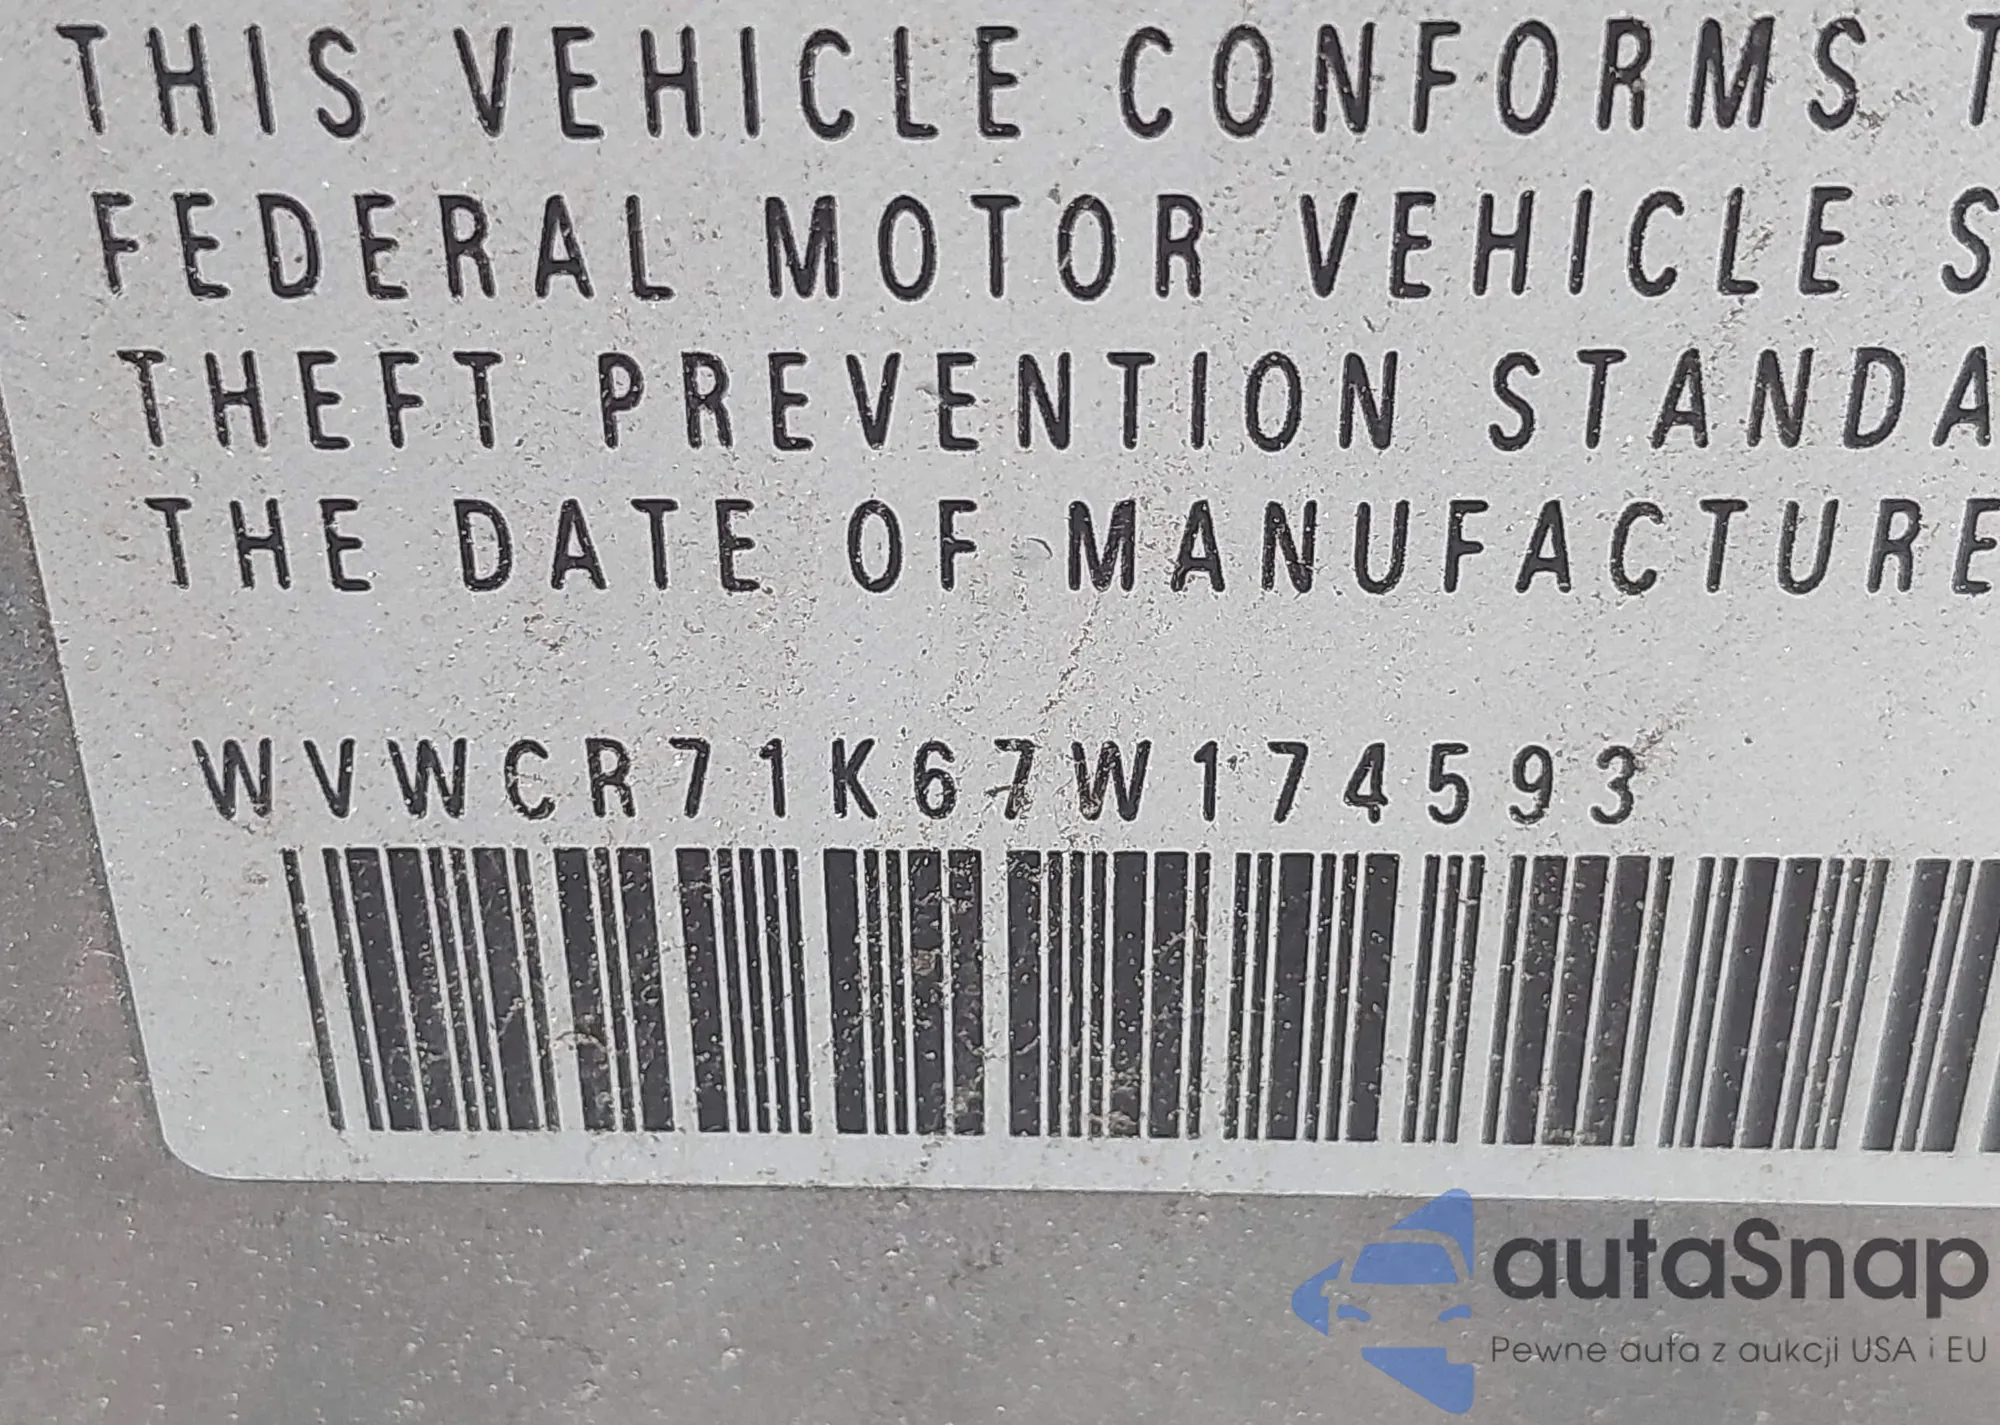 THIS VEHICLE CONFORMS T
FEDERAL MOTOR VEHICLE S
THEFT PREVENTION STANDA
THE DATE OF MANUFACTURE
WVWCR71K67W174593
autaSnap
Pewne auta z aukcji USA i EU